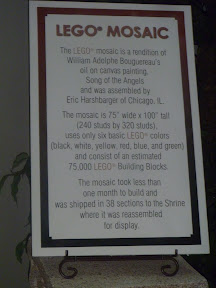 LEGO® MOSAIC
The LEGO® mosaic is a rendition of
William Adolphe Bouguereau's
oil on canvas painting,
Song of the Angels
and was assembled by
Eric Harshbarger of Chicago, IL.
The mosaic is 75" wide x 100" tall
(240 studs by 320 studs),
uses only six basic LEGO® colors
(black, white, yellow, red, blue, and green)
and consist of an estimated
75,000 LEGO® Building Blocks.
The mosaic took less than
one month to build and
was shipped in 38 sections to the Shrine
where it was reassembled
for display.